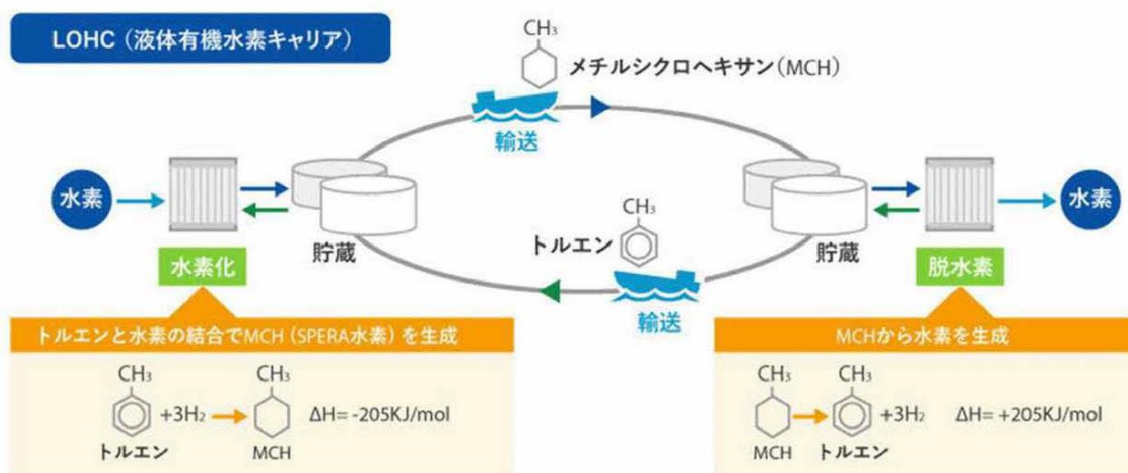 LOHC（液体有機水素キャリア）
CH₃
メチルシクロヘキサン(MCH)
輸送
水素
水素
CH₃
トルエン
貯蔵
貯蔵
水素化
脱水素
輸送
トルエンと水素の結合でMCH（SPERA水素）を生成
CH₃ CH₃
+3H₂ ΔH= -205KJ/mol
トルエン MCH
MCHから水素を生成
CH₃ CH₃
+3H₂ ΔH= +205KJ/mol
MCH トルエン